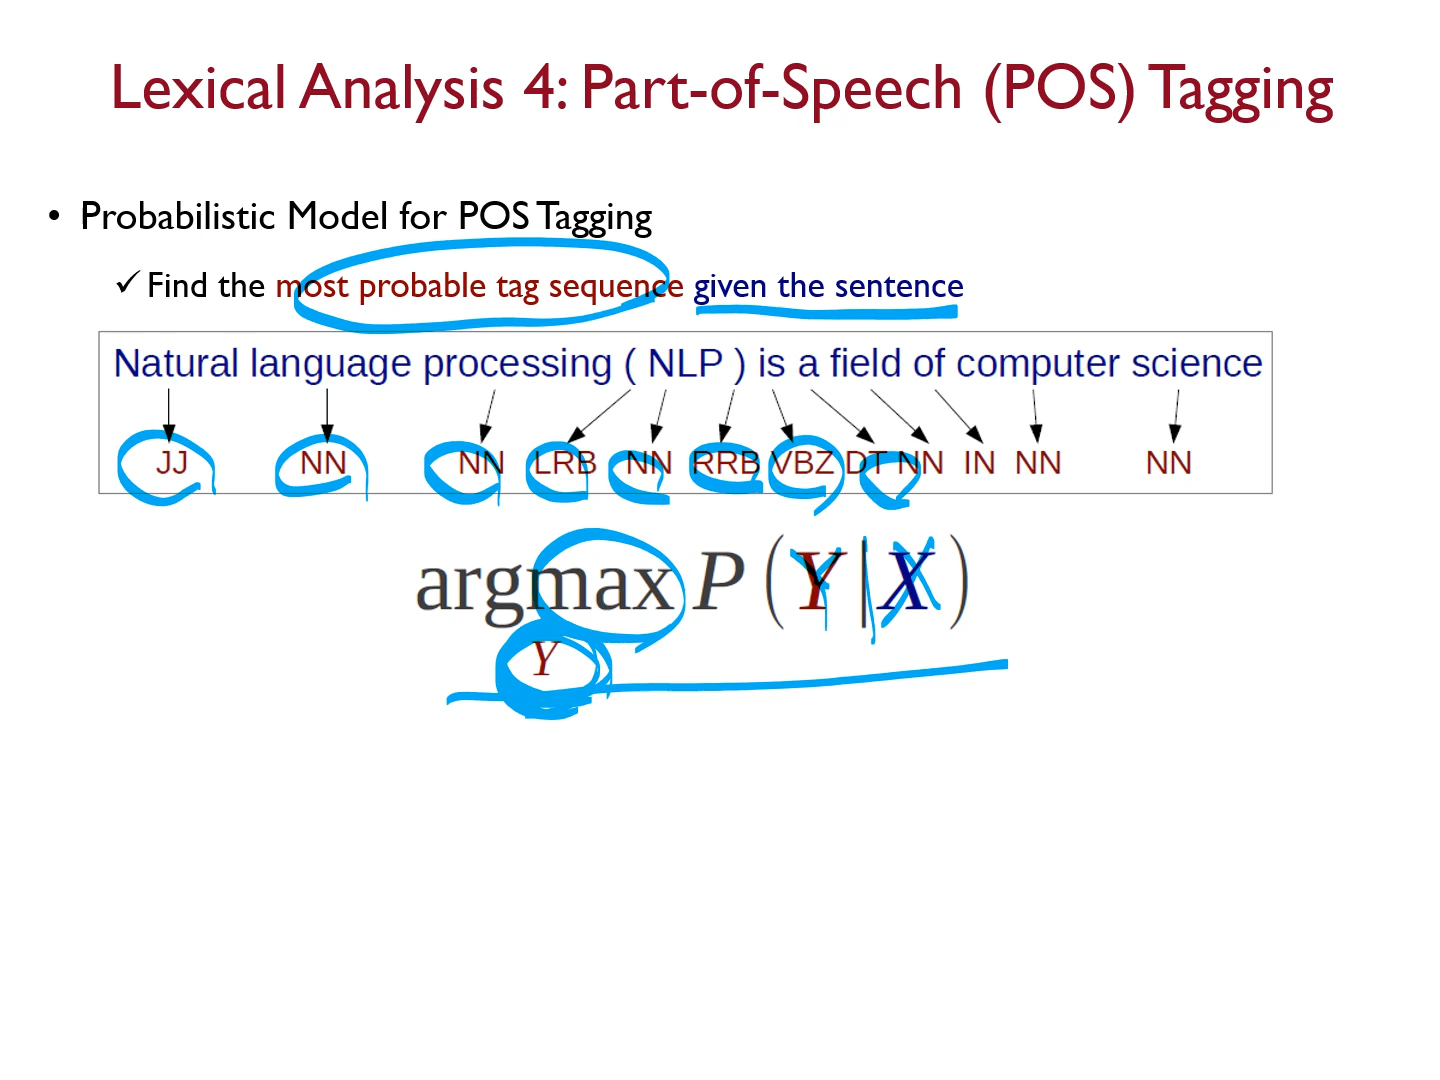 Lexical Analysis 4: Part-of-Speech (POS) Tagging
• Probabilistic Model for POS Tagging
✓ Find the most probable tag sequence given the sentence
Natural language processing ( NLP ) is a field of computer science
JJ NN NN LRB NN RRB VBZ DT NN IN NN NN
argmax P ( Y | X )
Y